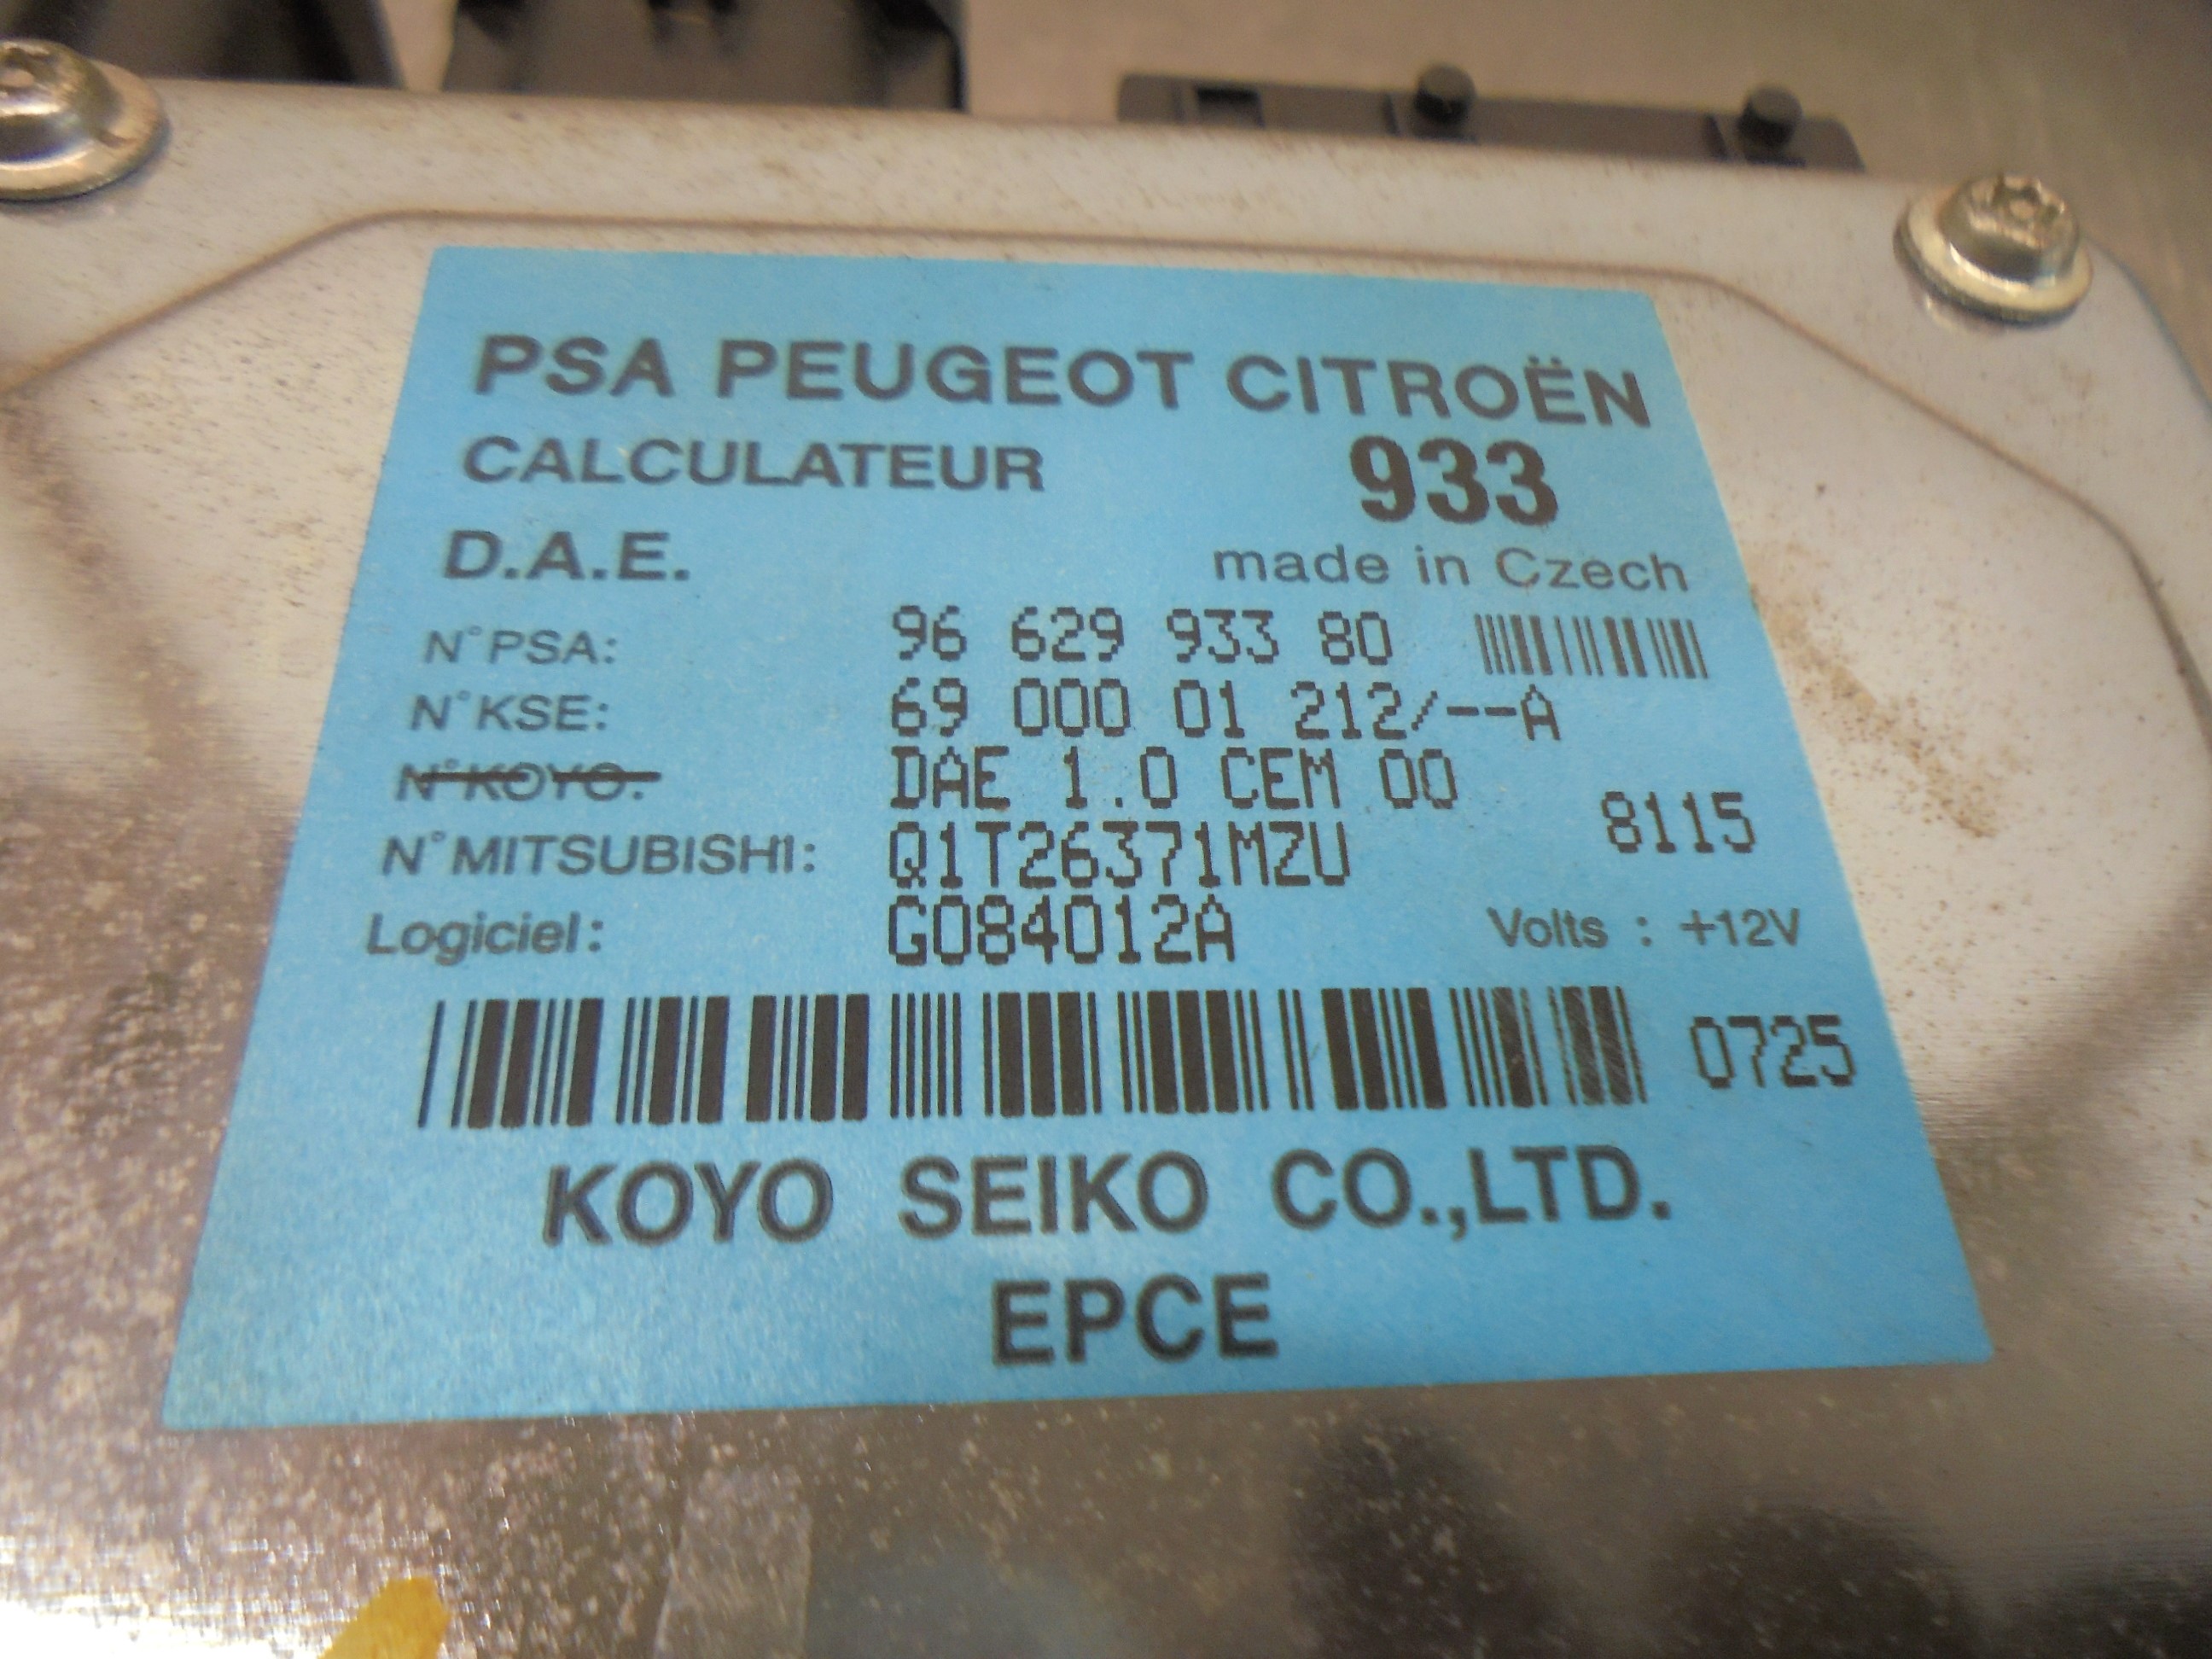 PSA PEUGEOT CITROËN
CALCULATEUR 933
D.A.E. made in Czech
N° PSA: 96 629 933 80
N° KSE: 69 000 01 212/--A
N° KOYO: DAE 1.0 CEM 00
8115
N° MITSUBISHI: Q1T26371MZU
Logiciel: G084012A Volts : +12V
0725
KOYO SEIKO CO.,LTD.
EPCE